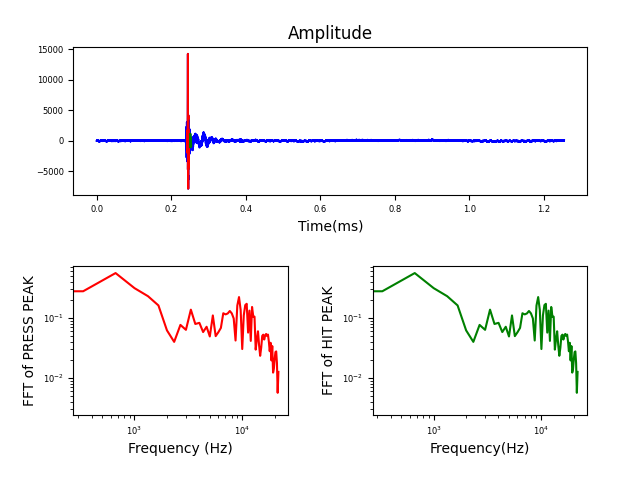 Amplitude
15000
10000
5000
0
−5000
0.0 0.2 0.4 0.6 0.8 1.0 1.2
Time(ms)
FFT of PRESS PEAK
10⁻¹
10⁻²
10³ 10⁴
Frequency (Hz)
FFT of HIT PEAK
10⁻¹
10⁻²
10³ 10⁴
Frequency(Hz)